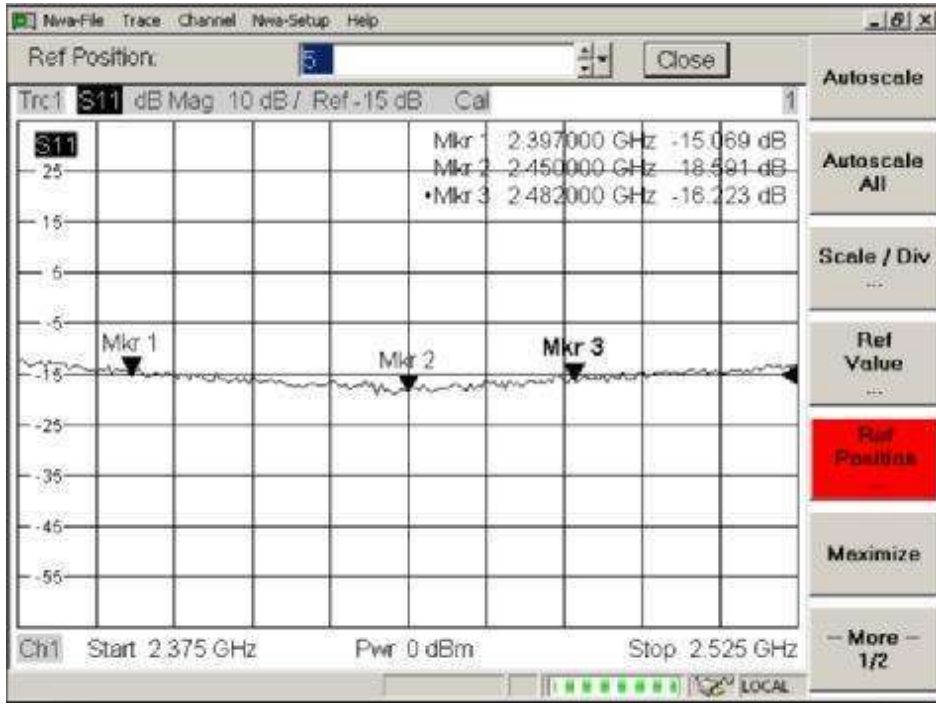 Nwa-File Trace Channel Nwa-Setup Help
Ref Position: 5 Close
Trc1 S11 dB Mag 10 dB / Ref -15 dB Cal 1
S11
Mkr 1 2.397000 GHz -15.069 dB
Mkr 2 2.450000 GHz -18.591 dB
•Mkr 3 2.482000 GHz -16.223 dB
25
15
5
-5
-15
-25
-35
-45
-55
Mkr 1
Mkr 2
Mkr 3
Ch1 Start 2.375 GHz Pwr 0 dBm Stop 2.525 GHz
LOCAL
Autoscale
Autoscale
All
Scale / Div
...
Ref
Value
...
Ref
Position
...
Maximize
— More —
1/2